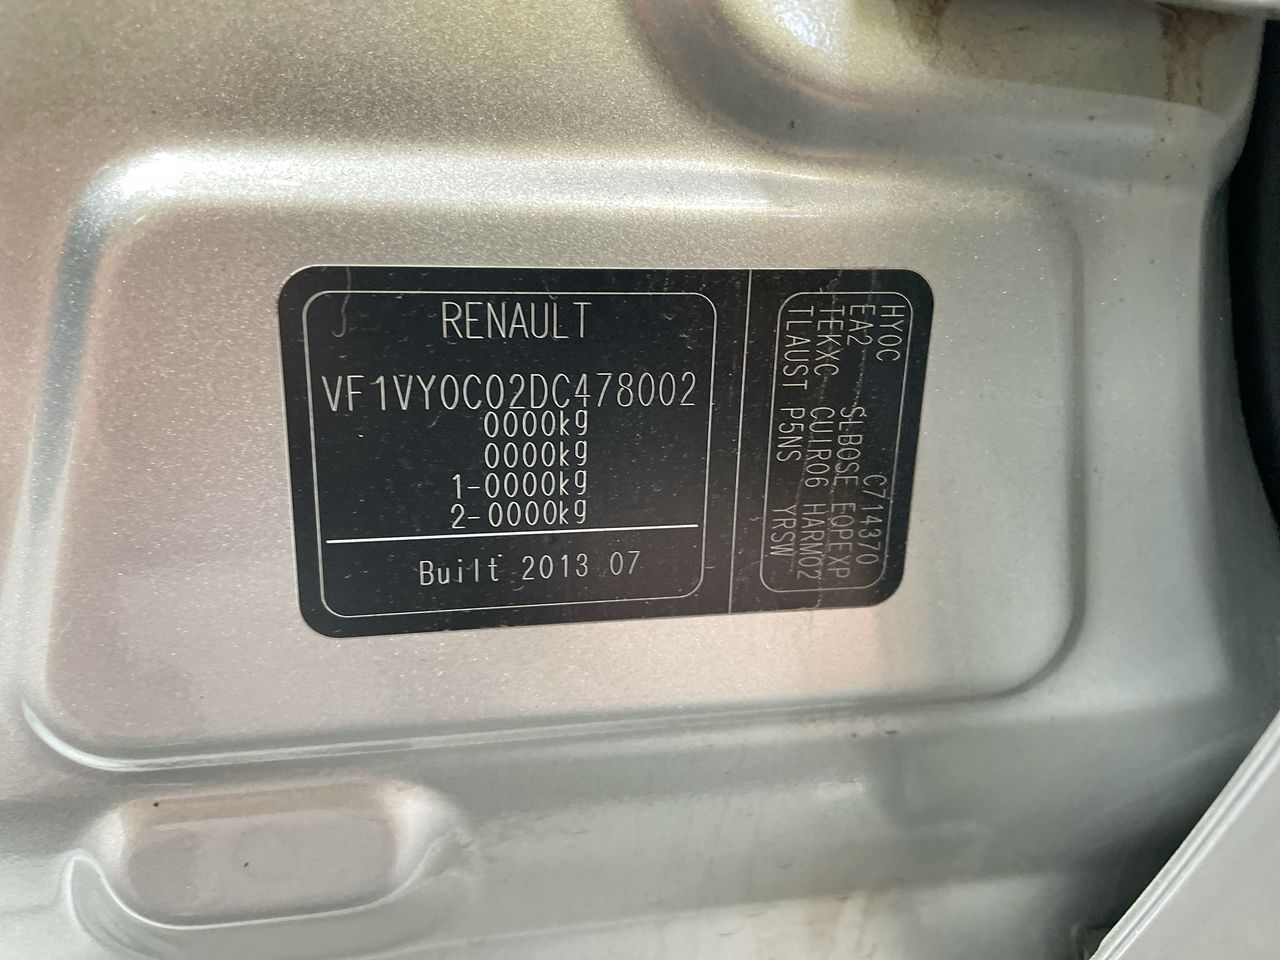 RENAULT
VF1VY0C02DC478002
0000kg
0000kg
1-0000kg
2-0000kg
Built 2013 07
HY0C C714370
EA2 SLBOSE EQPEXP
TEKXC CUIR06 HARM02
TLAUST P5NS YRSW